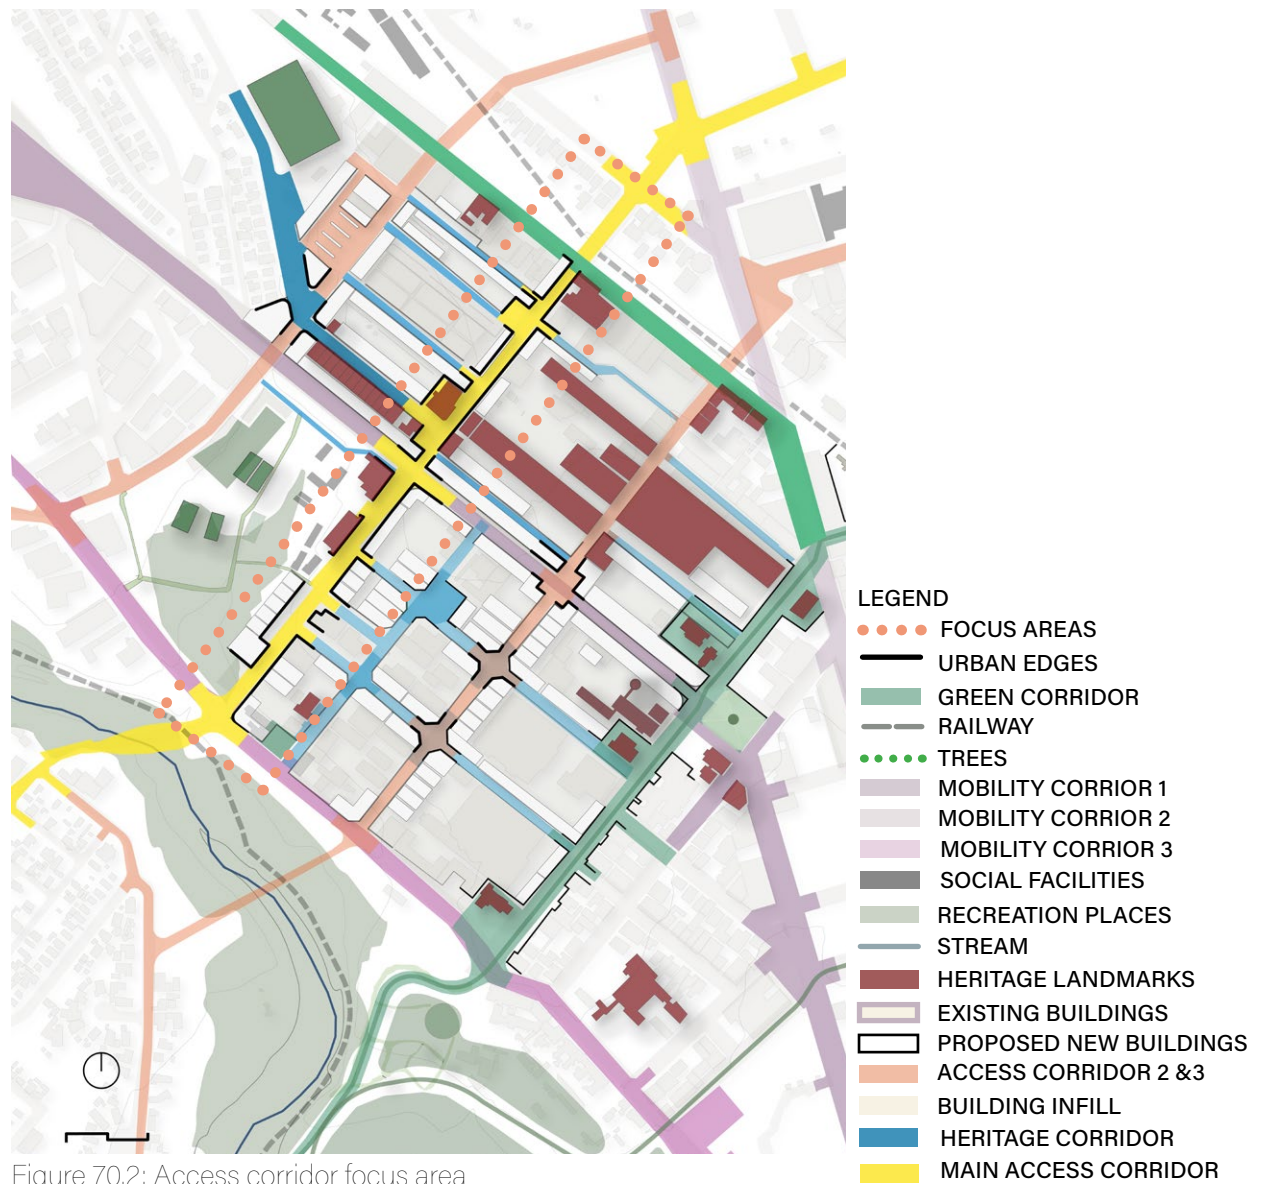 LEGEND
FOCUS AREAS
URBAN EDGES
GREEN CORRIDOR
RAILWAY
TREES
MOBILITY CORRIOR 1
MOBILITY CORRIOR 2
MOBILITY CORRIOR 3
SOCIAL FACILITIES
RECREATION PLACES
STREAM
HERITAGE LANDMARKS
EXISTING BUILDINGS
PROPOSED NEW BUILDINGS
ACCESS CORRIDOR 2 &3
BUILDING INFILL
HERITAGE CORRIDOR
MAIN ACCESS CORRIDOR
Figure 70.2: Access corridor focus area